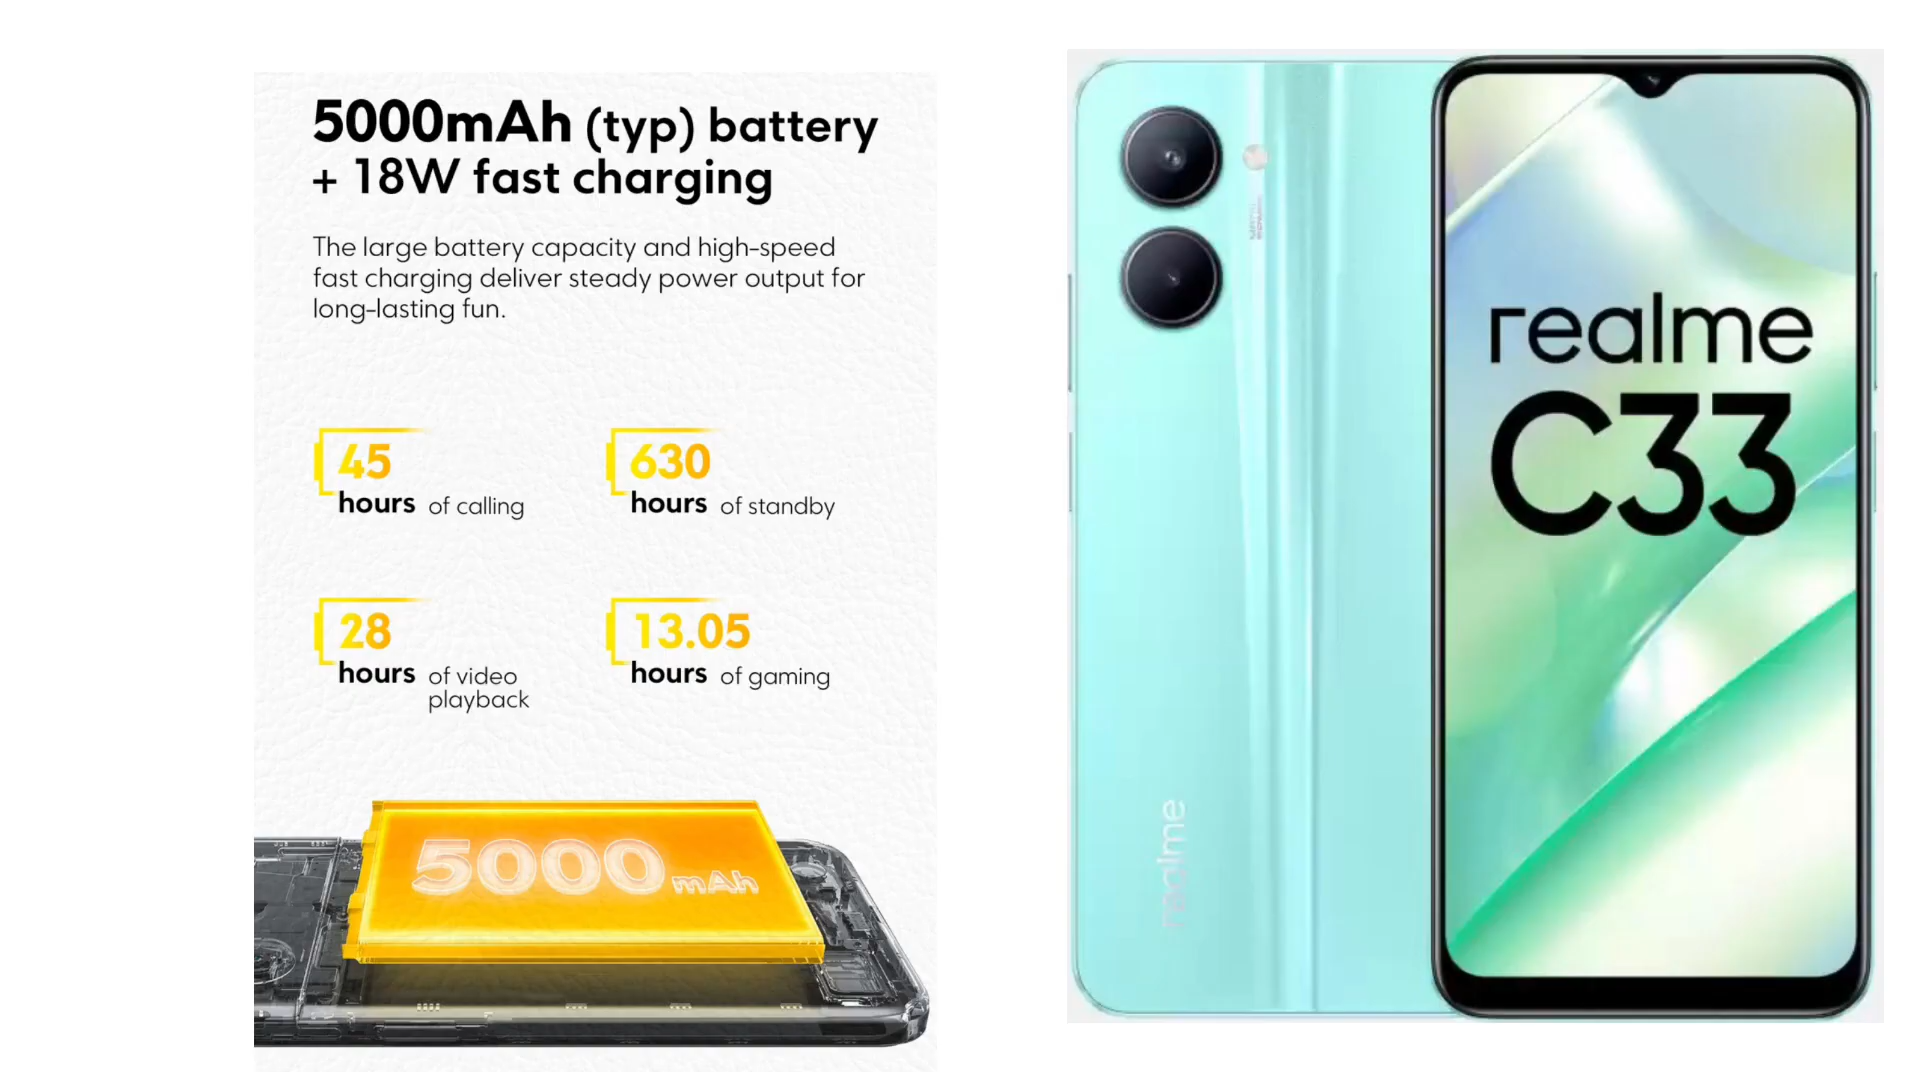 5000mAh (typ) battery
+ 18W fast charging
The large battery capacity and high-speed
fast charging deliver steady power output for
long-lasting fun.
45
hours of calling
630
hours of standby
28
hours of video
playback
13.05
hours of gaming
5000 mAh
realme
realme
C33